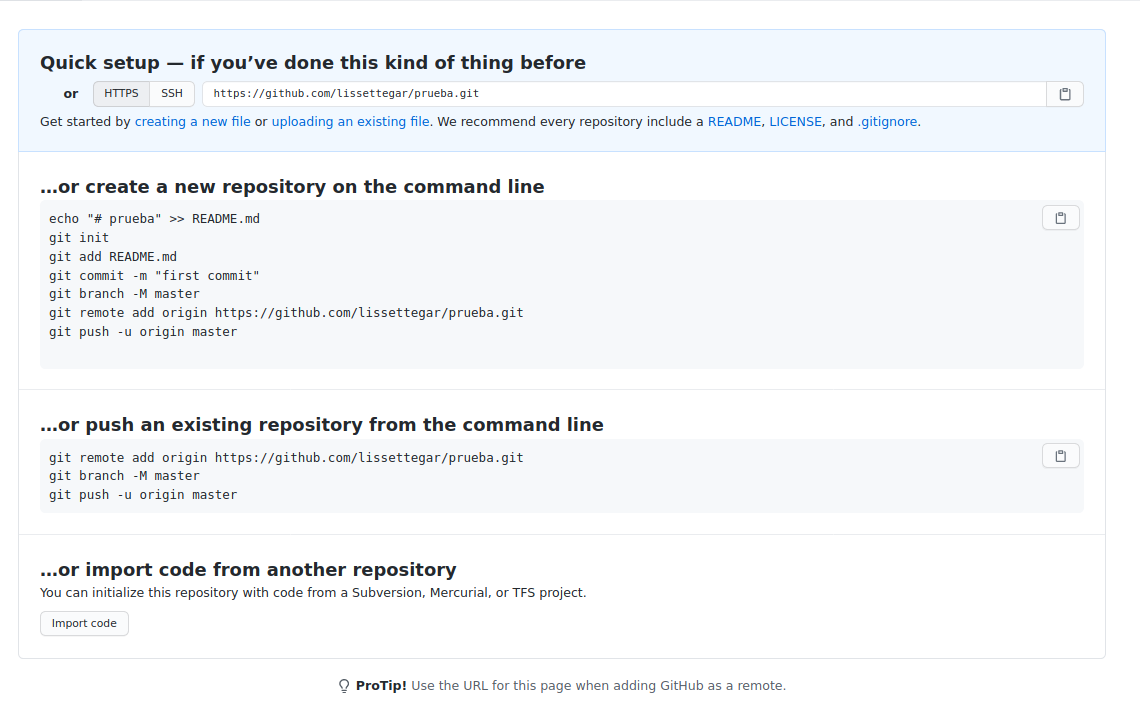 Quick setup — if you’ve done this kind of thing before
or HTTPS SSH https://github.com/lissettegar/prueba.git
Get started by creating a new file or uploading an existing file. We recommend every repository include a README, LICENSE, and .gitignore.
…or create a new repository on the command line
echo "# prueba" >> README.md
git init
git add README.md
git commit -m "first commit"
git branch -M master
git remote add origin https://github.com/lissettegar/prueba.git
git push -u origin master
…or push an existing repository from the command line
git remote add origin https://github.com/lissettegar/prueba.git
git branch -M master
git push -u origin master
…or import code from another repository
You can initialize this repository with code from a Subversion, Mercurial, or TFS project.
Import code
ProTip! Use the URL for this page when adding GitHub as a remote.